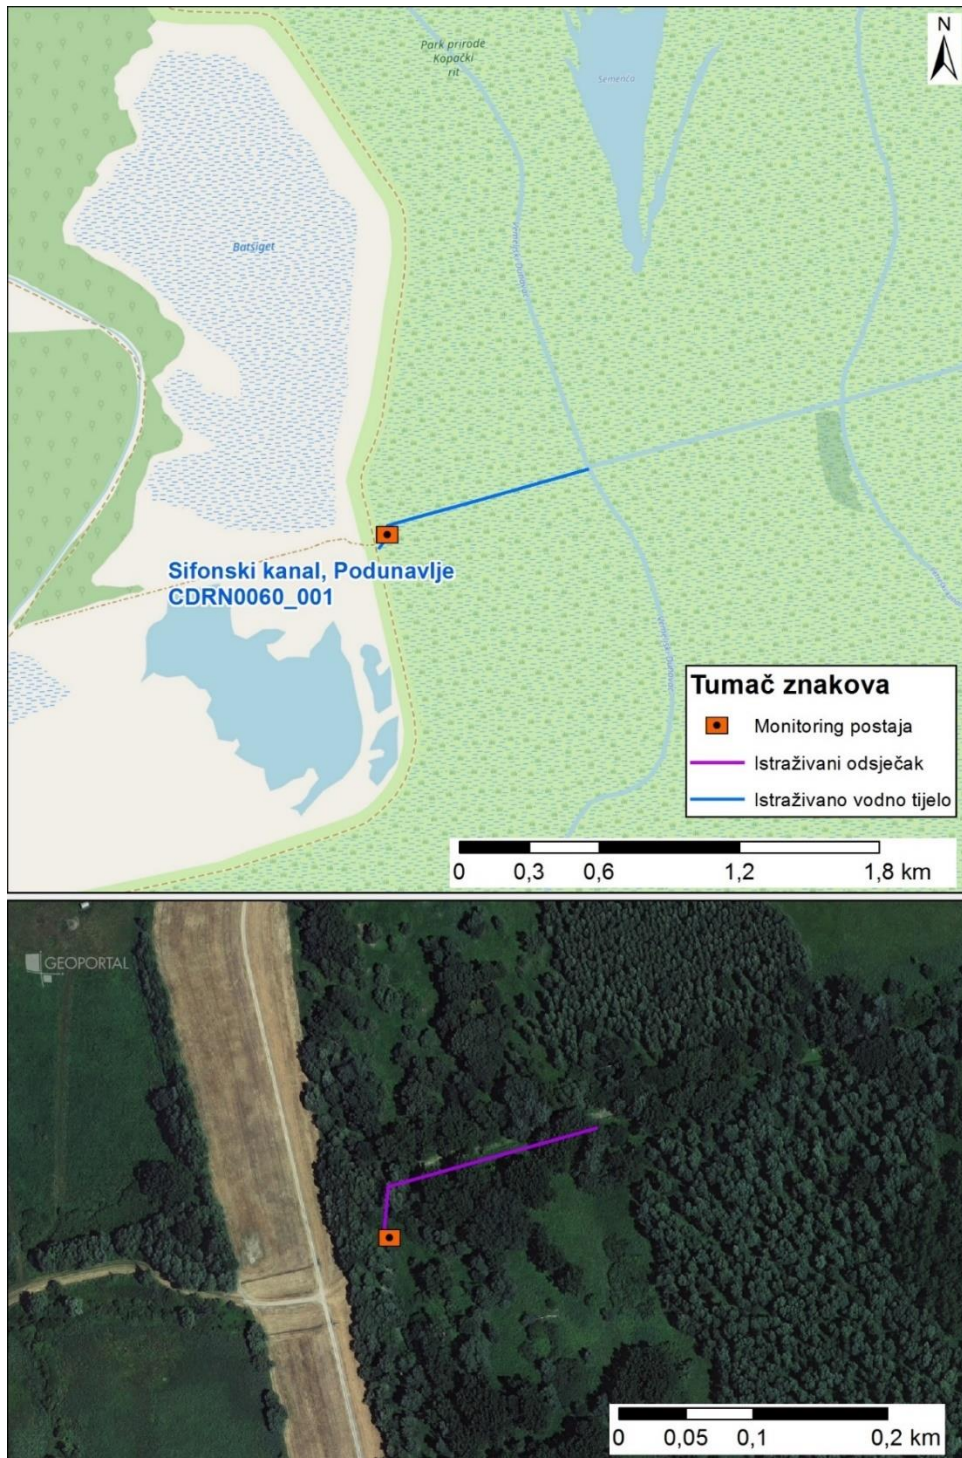 N
Park prirode
Kopački
rit
Semenča
Batsiget
Sifonski kanal, Podunavlje
CDRN0060_001
Tumač znakova
Monitoring postaja
Istraživani odsječak
Istraživano vodno tijelo
0 0,3 0,6 1,2 1,8 km
GEOPORTAL
0 0,05 0,1 0,2 km